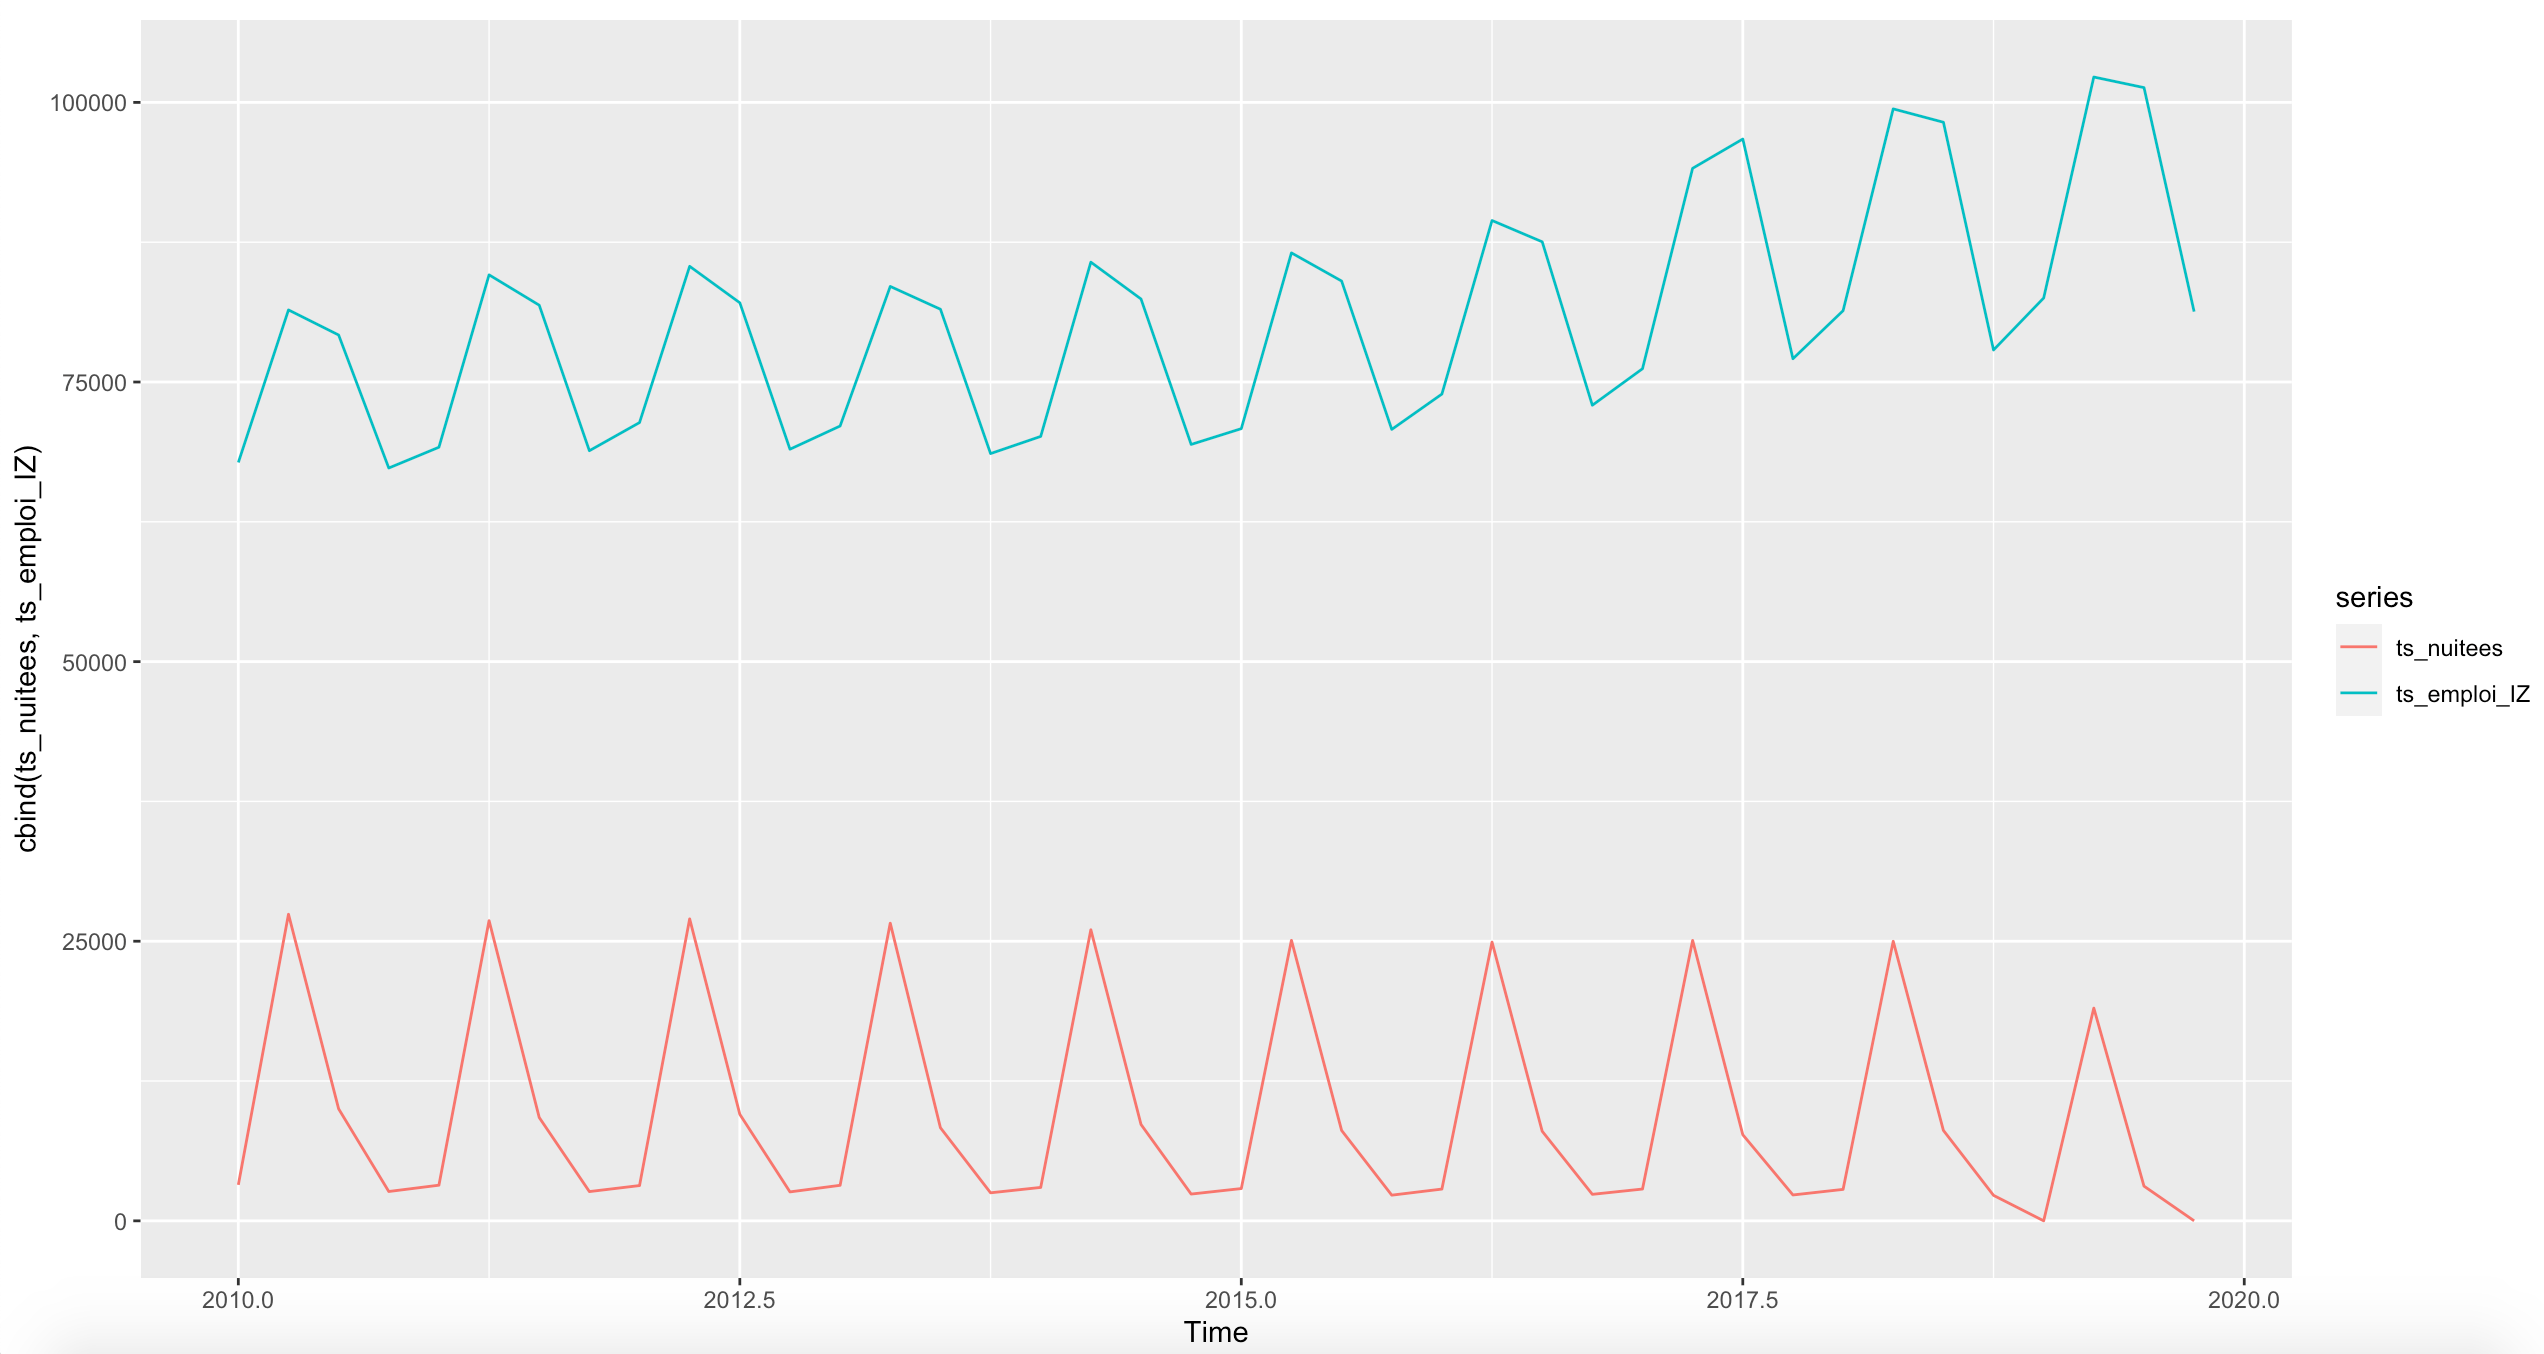 cbind(ts_nuitees, ts_emploi_IZ)
100000
75000
50000
25000
0
2010.0
2012.5
2015.0
2017.5
2020.0
Time
series
ts_nuitees
ts_emploi_IZ